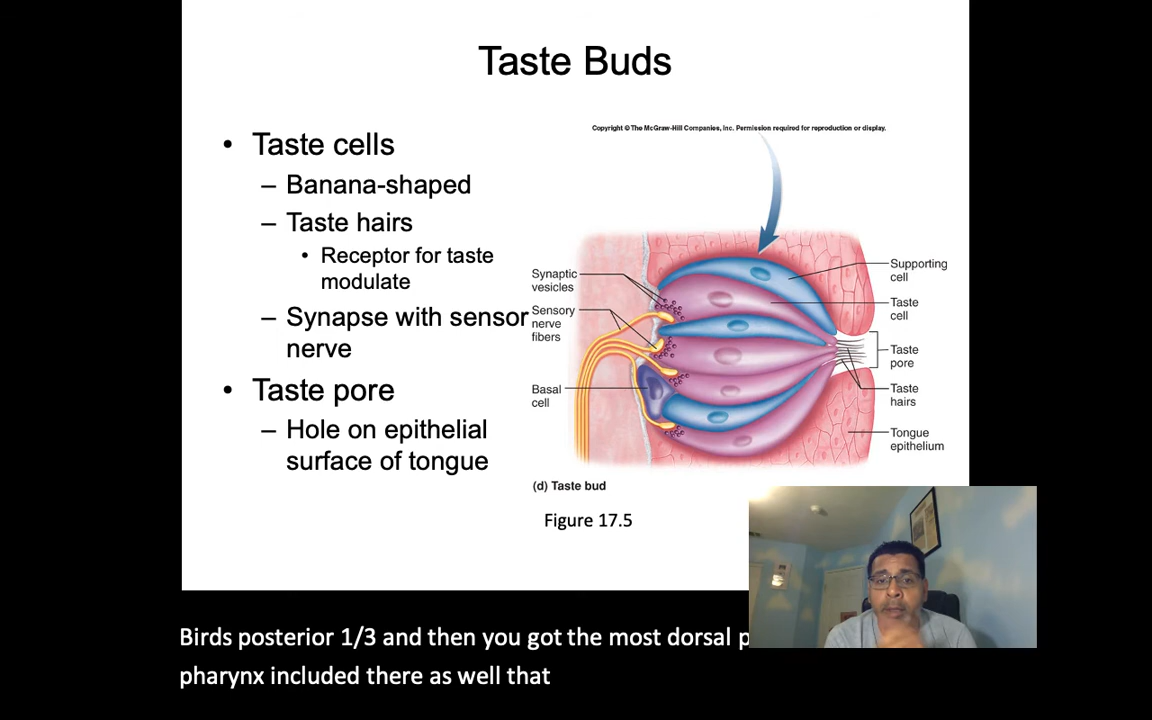 Taste Buds
• Taste cells
– Banana-shaped
– Taste hairs
• Receptor for taste
modulate
– Synapse with sensor
nerve
• Taste pore
– Hole on epithelial
surface of tongue
Copyright © The McGraw-Hill Companies, Inc. Permission required for reproduction or display.
Synaptic
vesicles
Sensory
nerve
fibers
Basal
cell
Supporting
cell
Taste
cell
Taste
pore
Taste
hairs
Tongue
epithelium
(d) Taste bud
Figure 17.5
Birds posterior 1/3 and then you got the most dorsal
pharynx included there as well that